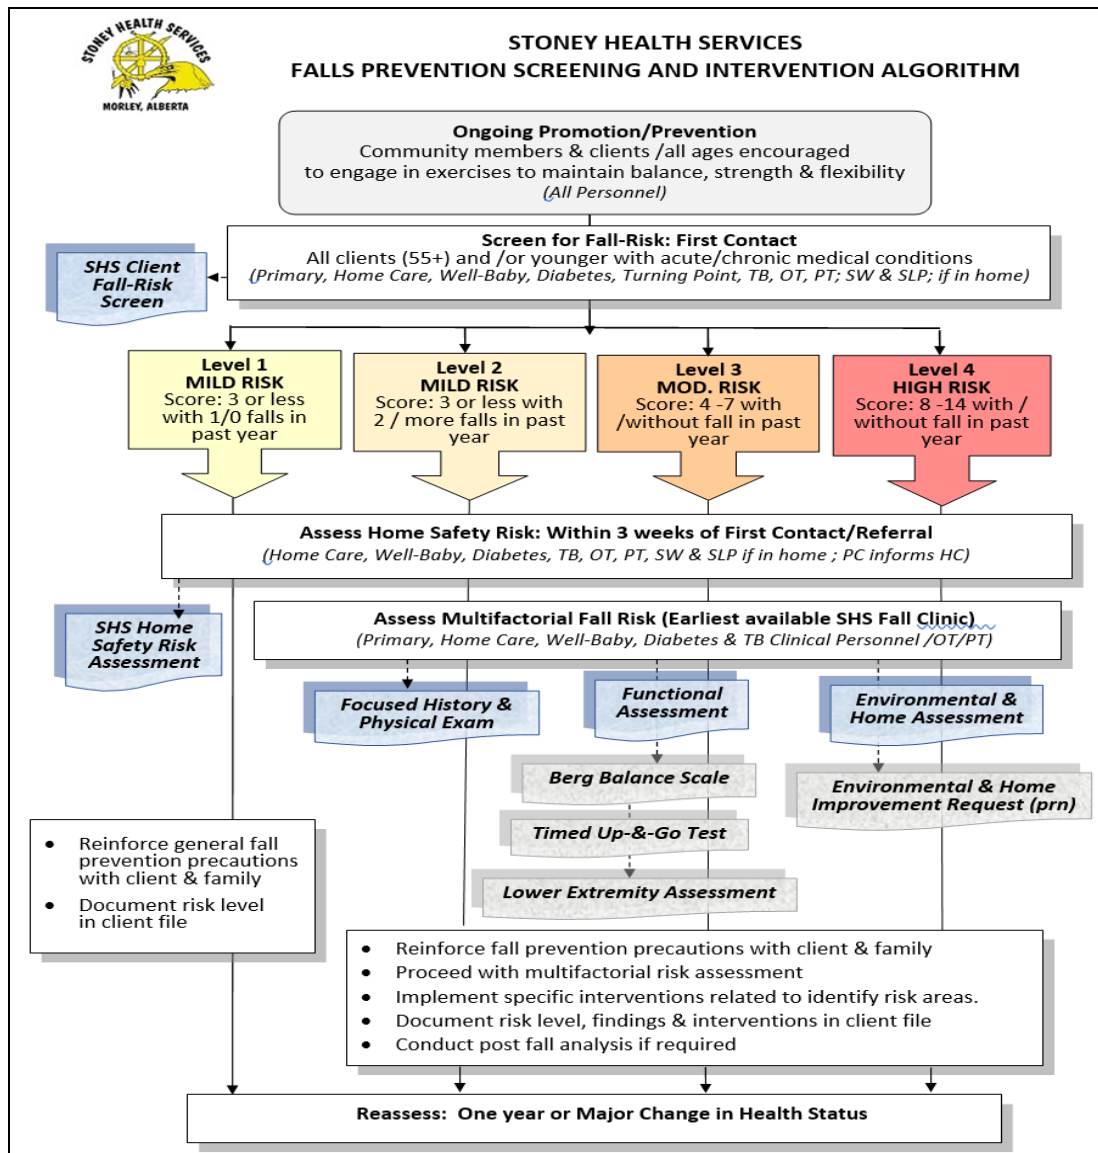 STONEY HEALTH SERVICES
MORLEY, ALBERTA
STONEY HEALTH SERVICES
FALLS PREVENTION SCREENING AND INTERVENTION ALGORITHM
Ongoing Promotion/Prevention
Community members & clients /all ages encouraged
to engage in exercises to maintain balance, strength & flexibility
(All Personnel)
Screen for Fall-Risk: First Contact
All clients (55+) and /or younger with acute/chronic medical conditions
(Primary, Home Care, Well-Baby, Diabetes, Turning Point, TB, OT, PT; SW & SLP; if in home)
SHS Client
Fall-Risk
Screen
Level 1
MILD RISK
Score: 3 or less
with 1/0 falls in
past year
Level 2
MILD RISK
Score: 3 or less with
2 / more falls in past
year
Level 3
MOD. RISK
Score: 4 -7 with
/without fall in past
year
Level 4
HIGH RISK
Score: 8 -14 with /
without fall in past
year
Assess Home Safety Risk: Within 3 weeks of First Contact/Referral
(Home Care, Well-Baby, Diabetes, TB, OT, PT, SW & SLP if in home ; PC informs HC)
SHS Home
Safety Risk
Assessment
Assess Multifactorial Fall Risk (Earliest available SHS Fall Clinic)
(Primary, Home Care, Well-Baby, Diabetes & TB Clinical Personnel /OT/PT)
Focused History &
Physical Exam
Functional
Assessment
Environmental &
Home Assessment
Berg Balance Scale
Timed Up-&-Go Test
Lower Extremity Assessment
Environmental & Home
Improvement Request (prn)
• Reinforce general fall
prevention precautions
with client & family
• Document risk level
in client file
• Reinforce fall prevention precautions with client & family
• Proceed with multifactorial risk assessment
• Implement specific interventions related to identify risk areas.
• Document risk level, findings & interventions in client file
• Conduct post fall analysis if required
Reassess: One year or Major Change in Health Status